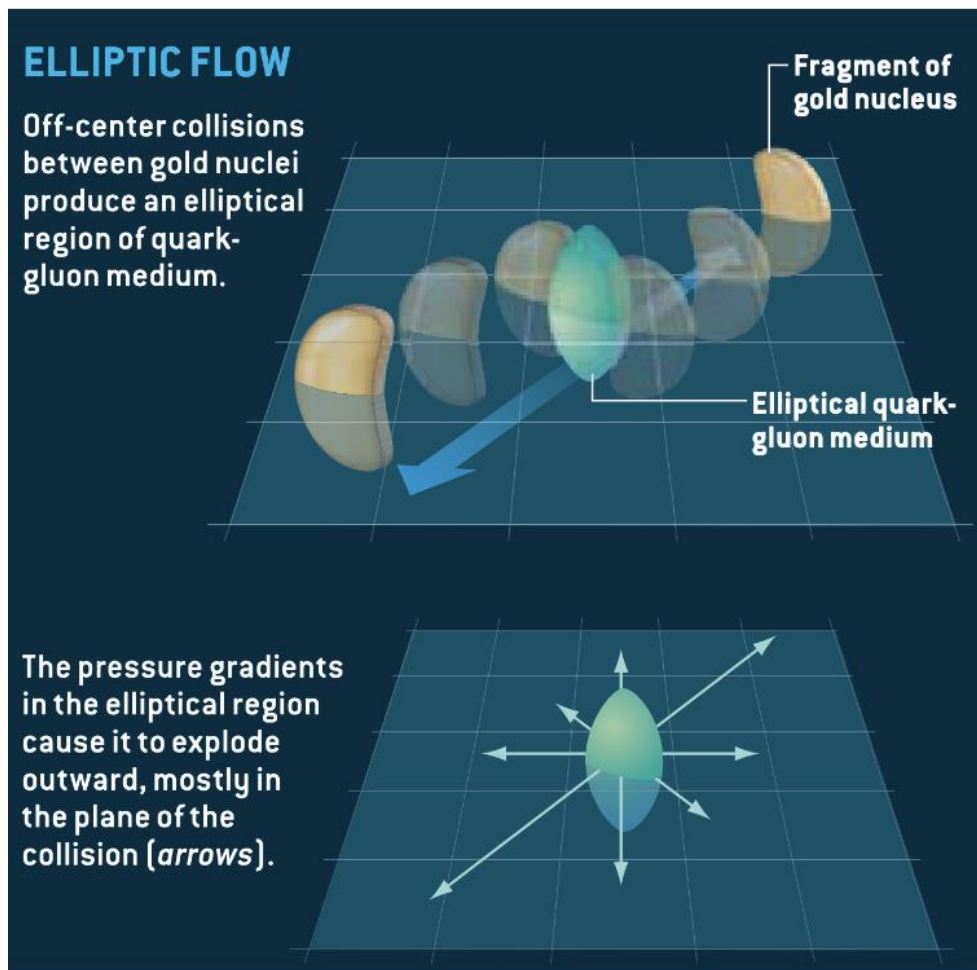 ELLIPTIC FLOW
Off-center collisions
between gold nuclei
produce an elliptical
region of quark-
gluon medium.
Fragment of
gold nucleus
Elliptical quark-
gluon medium
The pressure gradients
in the elliptical region
cause it to explode
outward, mostly in
the plane of the
collision (arrows).